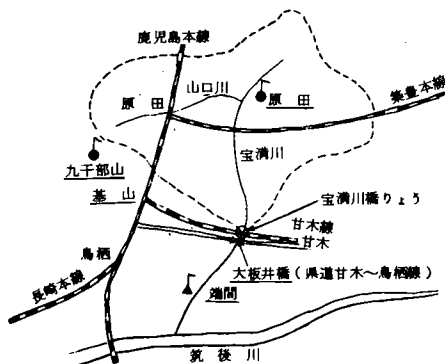 鹿児島本線
山口川
原田
原田
筑豊本線
宝満川
九千部山
基山
宝満川橋りょう
甘木線
甘木
鳥栖
大板井橋(県道甘木～鳥栖線)
長崎本線
端間
筑後川